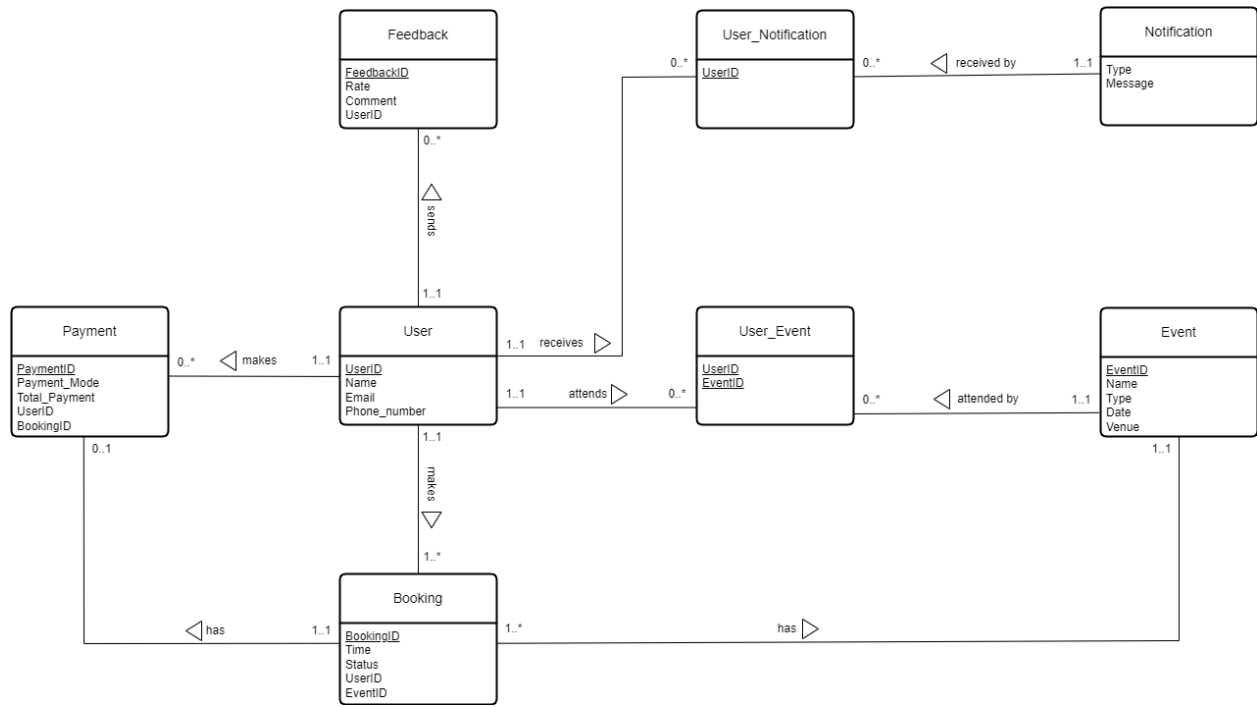 Feedback
FeedbackID
Rate
Comment
UserID
User_Notification
UserID
Notification
Type
Message
0..*
0..*
received by
1..1
0..*
sends
1..1
Payment
PaymentID
Payment_Mode
Total_Payment
UserID
BookingID
0..*
makes
1..1
User
UserID
Name
Email
Phone_number
1..1
receives
1..1
attends
0..*
User_Event
UserID
EventID
0..*
attended by
1..1
Event
EventID
Name
Type
Date
Venue
0..1
1..1
makes
1..*
1..1
has
1..1
Booking
BookingID
Time
Status
UserID
EventID
1..*
has